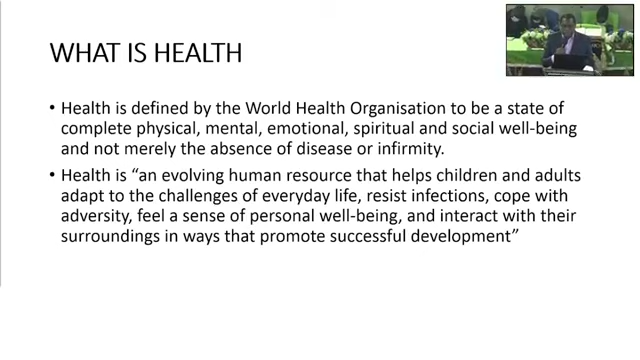 WHAT IS HEALTH
• Health is defined by the World Health Organisation to be a state of
complete physical, mental, emotional, spiritual and social well-being
and not merely the absence of disease or infirmity.
• Health is “an evolving human resource that helps children and adults
adapt to the challenges of everyday life, resist infections, cope with
adversity, feel a sense of personal well-being, and interact with their
surroundings in ways that promote successful development”